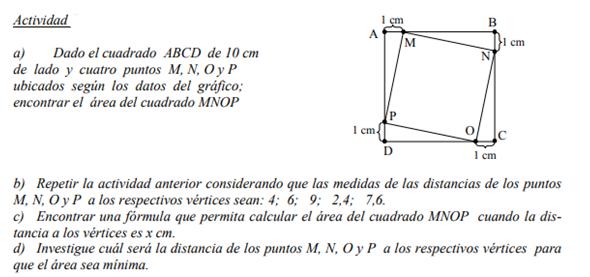 Actividad
a) Dado el cuadrado ABCD de 10 cm
de lado y cuatro puntos M, N, O y P
ubicados según los datos del gráfico;
encontrar el área del cuadrado MNOP
1 cm
A
B
M
1 cm
N
P
1 cm
O
C
D
1 cm
b) Repetir la actividad anterior considerando que las medidas de las distancias de los puntos
M, N, O y P a los respectivos vértices sean: 4; 6; 9; 2,4; 7,6.
c) Encontrar una fórmula que permita calcular el área del cuadrado MNOP cuando la dis-
tancia a los vértices es x cm.
d) Investigue cuál será la distancia de los puntos M, N, O y P a los respectivos vértices para
que el área sea mínima.